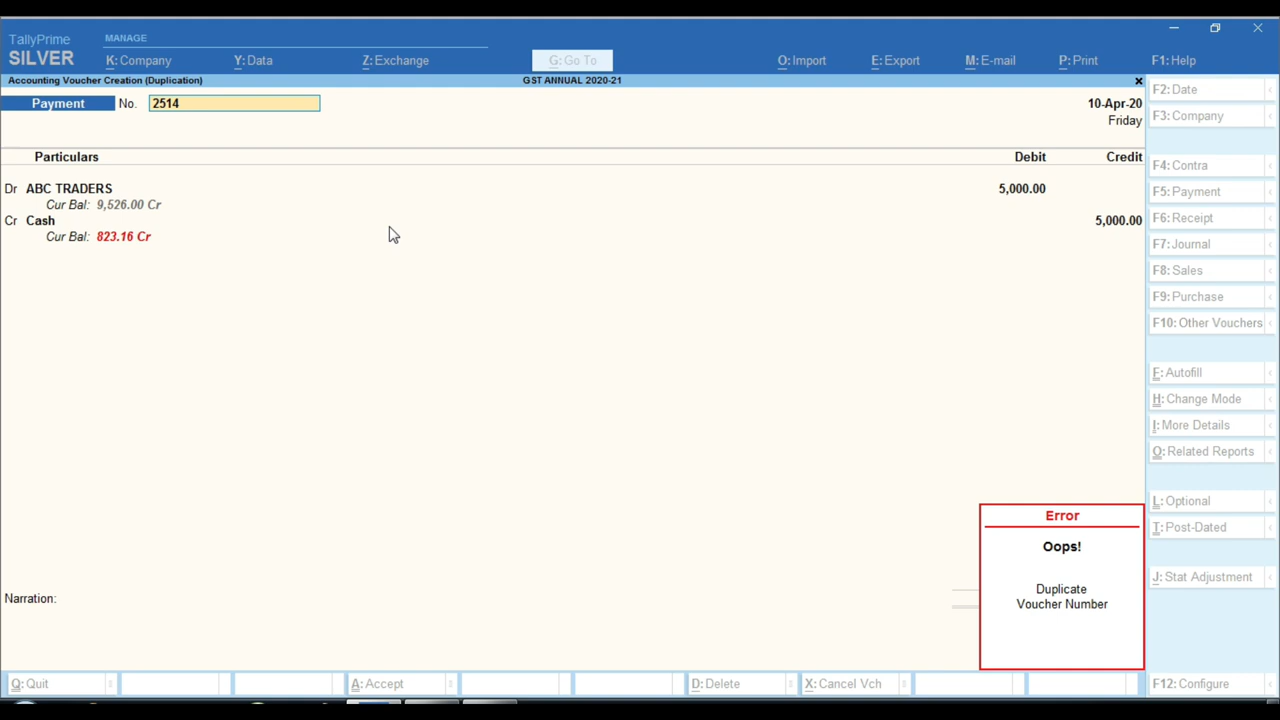 TallyPrime
SILVER
MANAGE
K: Company
Y: Data
Z: Exchange
G: Go To
O: Import
E: Export
M: E-mail
P: Print
F1: Help
Accounting Voucher Creation (Duplication)
GST ANNUAL 2020-21
Payment No. 2514
10-Apr-20
Friday
Particulars Debit Credit
Dr ABC TRADERS 5,000.00
Cur Bal: 9,526.00 Cr
Cr Cash 5,000.00
Cur Bal: 823.16 Cr
Narration:
Error
Oops!
Duplicate
Voucher Number
F2: Date
F3: Company
F4: Contra
F5: Payment
F6: Receipt
F7: Journal
F8: Sales
F9: Purchase
F10: Other Vouchers
F: Autofill
H: Change Mode
I: More Details
O: Related Reports
L: Optional
T: Post-Dated
J: Stat Adjustment
Q: Quit
A: Accept
D: Delete
X: Cancel Vch
F12: Configure